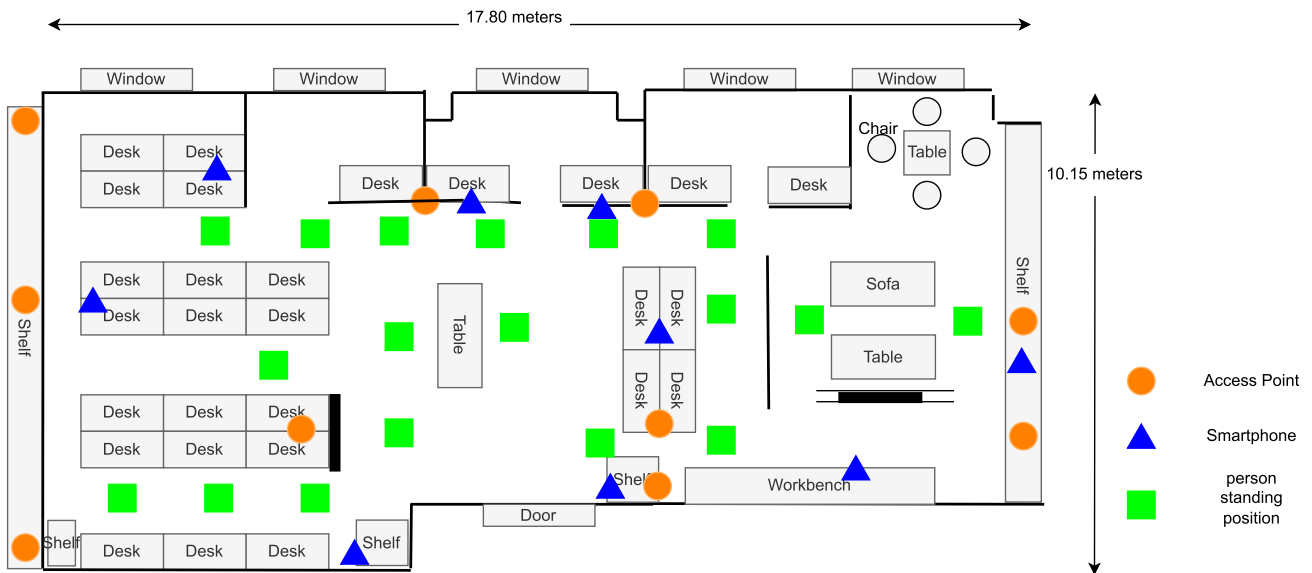 17.80 meters
Window
Window
Window
Window
Window
Chair
Table
Desk
Desk
Desk
Desk
Desk
Desk
Desk
Desk
Desk
10.15 meters
Desk
Desk
Desk
Desk
Desk
Desk
Shelf
Table
Desk
Desk
Desk
Desk
Sofa
Table
Shelf
Desk
Desk
Desk
Desk
Desk
Desk
Shelf
Workbench
Door
Shelf
Desk
Desk
Desk
Shelf
Access Point
Smartphone
person
standing
position